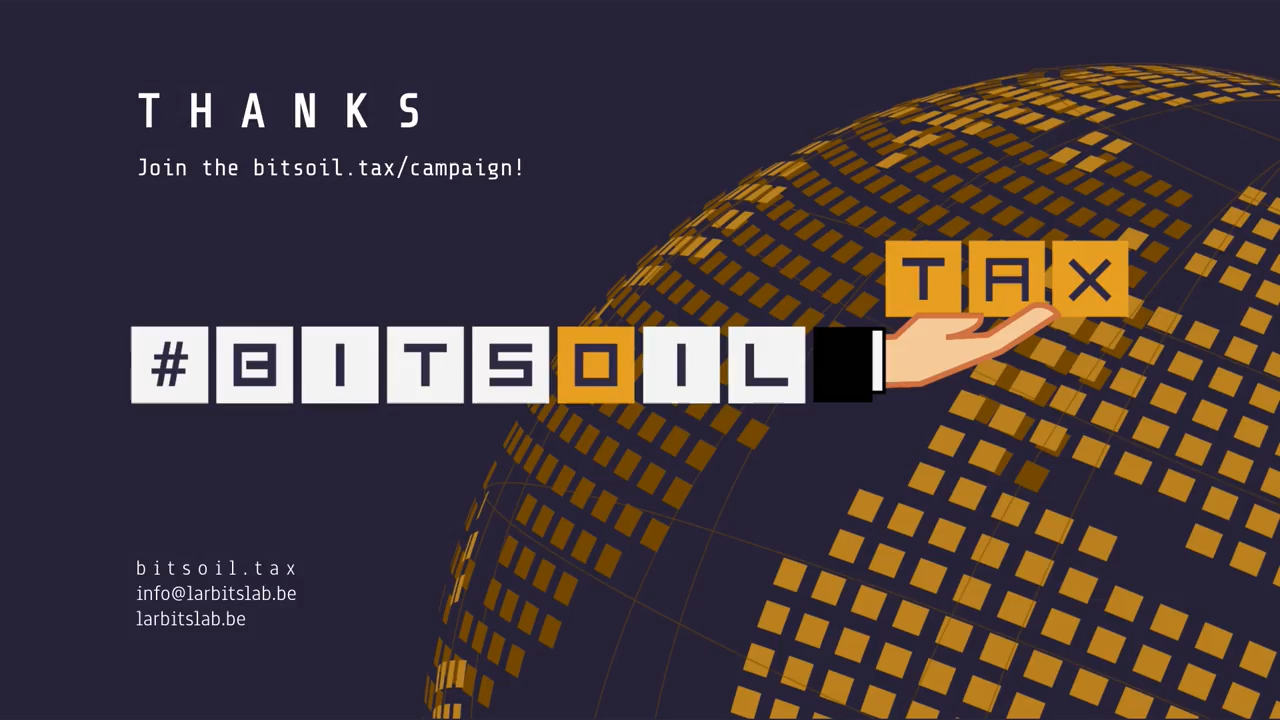 THANKS
Join the bitsoil.tax/campaign!
TAX
#BITSOIL
bitsoil.tax
info@larbitslab.be
larbitslab.be